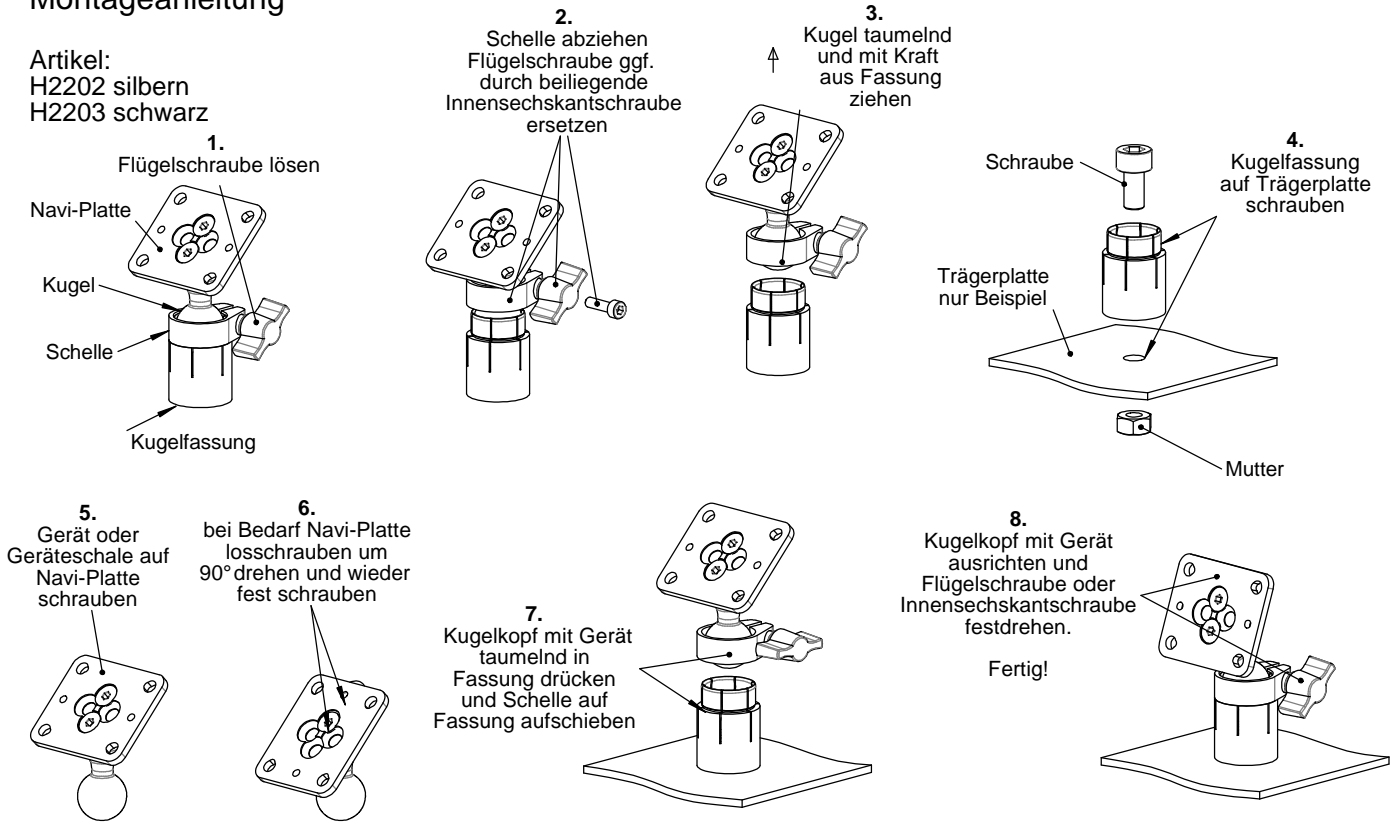 Montageanleitung
Artikel:
H2202 silbern
H2203 schwarz
1.
Flügelschraube lösen
Navi-Platte
Kugel
Schelle
Kugelfassung
2.
Schelle abziehen
Flügelschraube ggf.
durch beiliegende
Innensechskantschraube
ersetzen
3.
Kugel taumelnd
und mit Kraft
aus Fassung
ziehen
4.
Kugelfassung
auf Trägerplatte
schrauben
Schraube
Trägerplatte
nur Beispiel
Mutter
5.
Gerät oder
Geräteschale auf
Navi-Platte
schrauben
6.
bei Bedarf Navi-Platte
losschrauben um
90° drehen und wieder
fest schrauben
7.
Kugelkopf mit Gerät
taumelnd in
Fassung drücken
und Schelle auf
Fassung aufschieben
8.
Kugelkopf mit Gerät
ausrichten und
Flügelschraube oder
Innensechskantschraube
festdrehen.
Fertig!